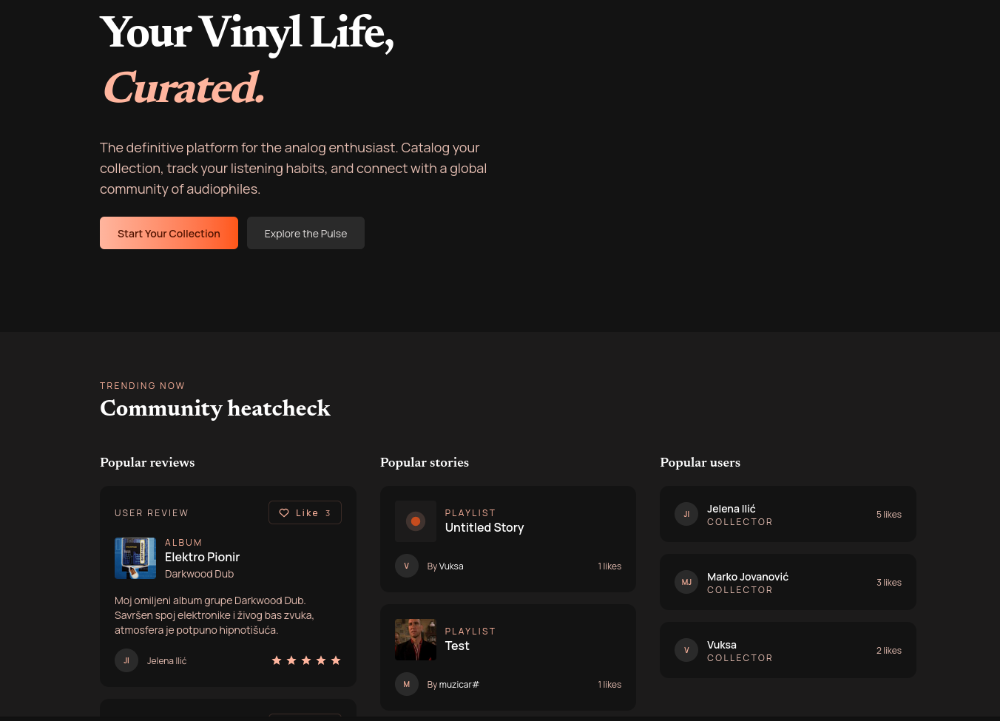 Your Vinyl Life,
Curated.
The definitive platform for the analog enthusiast. Catalog your
collection, track your listening habits, and connect with a global
community of audiophiles.
Start Your Collection
Explore the Pulse
TRENDING NOW
Community heatcheck
Popular reviews
USER REVIEW
Like 3
ALBUM
Elektro Pionir
Darkwood Dub
Moj omiljeni album grupe Darkwood Dub.
Savršen spoj elektronike i živog bas zvuka,
atmosfera je potpuno hipnotišuća.
JI
Jelena Ilić
Popular stories
PLAYLIST
Untitled Story
V
By Vuksa
1 likes
PLAYLIST
Test
M
By muzicar#
1 likes
Popular users
JI
Jelena Ilić
COLLECTOR
5 likes
MJ
Marko Jovanović
COLLECTOR
3 likes
V
Vuksa
COLLECTOR
2 likes